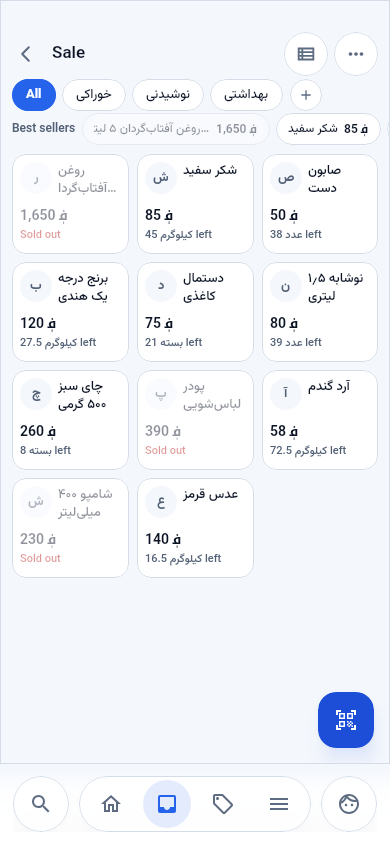 Sale
All
خوراکی
نوشیدنی
بهداشتی
Best sellers
روغن آفتاب‌گردان ۵ لیت...
1,650 ؋
شکر سفید
85 ؋
ر
روغن
آفتاب‌گردا...
1,650 ؋
Sold out
ش
شکر سفید
85 ؋
45 کیلوگرم left
ص
صابون
دست
50 ؋
38 عدد left
ب
برنج درجه
یک هندی
120 ؋
27.5 کیلوگرم left
د
دستمال
کاغذی
75 ؋
21 بسته left
ن
نوشابه ۱٫۵
لیتری
80 ؋
39 عدد left
چ
چای سبز
۵۰۰ گرمی
260 ؋
8 بسته left
پ
پودر
لباس‌شویی
390 ؋
Sold out
آ
آرد گندم
58 ؋
72.5 کیلوگرم left
ش
شامپو ۴۰۰
میلی‌لیتر
230 ؋
Sold out
ع
عدس قرمز
140 ؋
16.5 کیلوگرم left